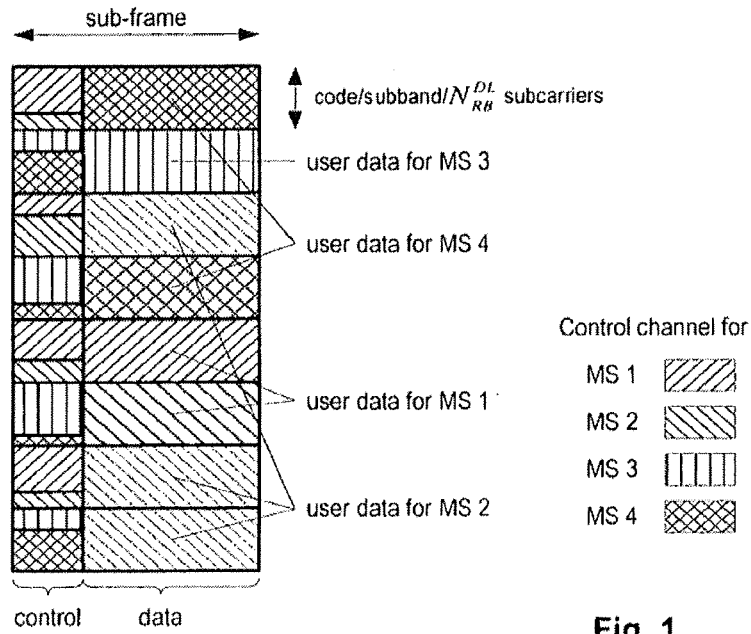 sub-frame
code/subband/N_RB^DL subcarriers
user data for MS 3
user data for MS 4
user data for MS 1
user data for MS 2
control data
Control channel for
MS 1
MS 2
MS 3
MS 4
Fig. 1